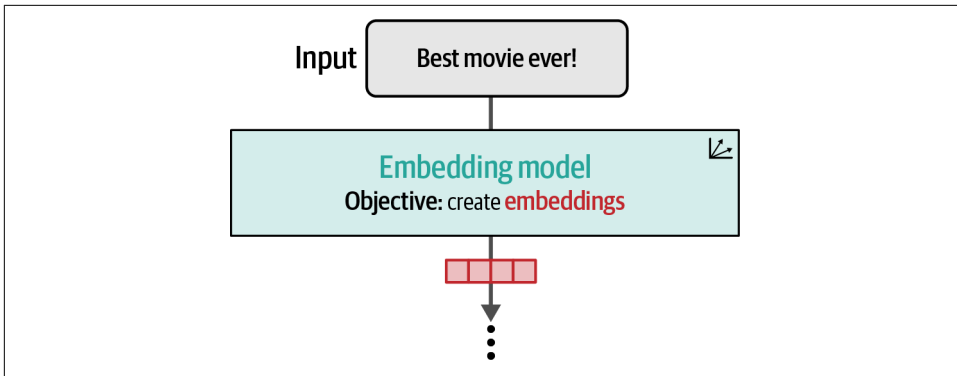 Input
Best movie ever!
Embedding model
Objective: create embeddings